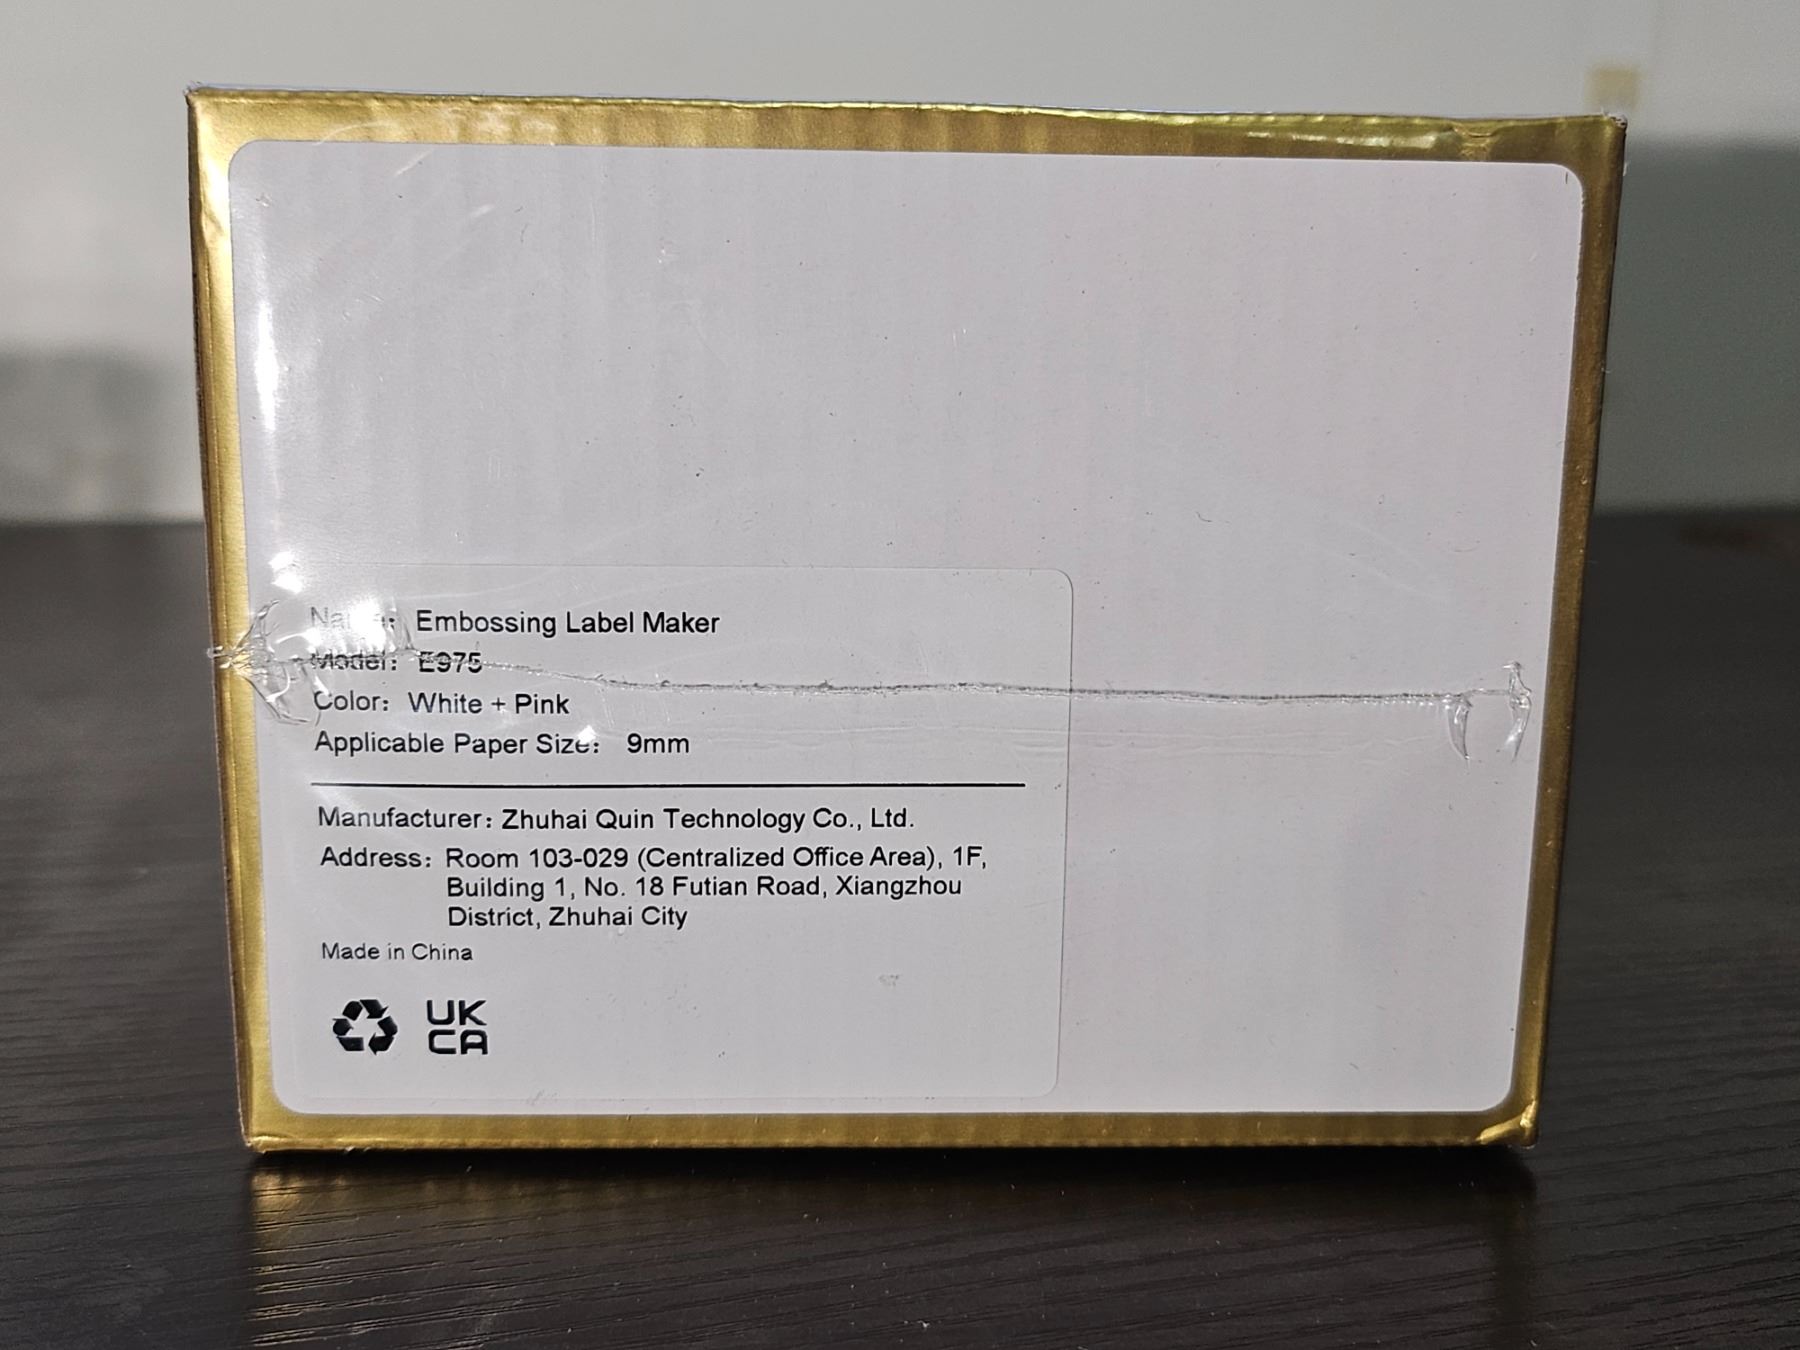 Name: Embossing Label Maker
Model: E975
Color: White + Pink
Applicable Paper Size: 9mm
Manufacturer: Zhuhai Quin Technology Co., Ltd.
Address: Room 103-029 (Centralized Office Area), 1F,
Building 1, No. 18 Futian Road, Xiangzhou
District, Zhuhai City
Made in China
UK
CA